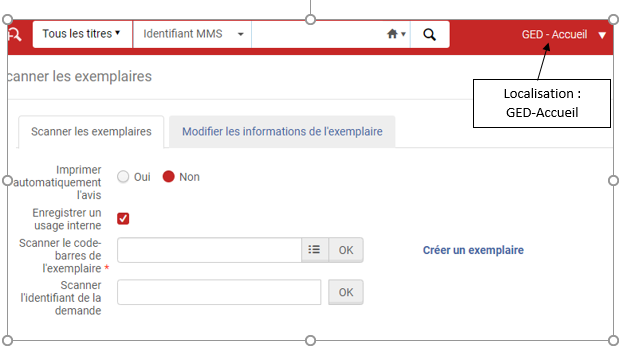 Tous les titres Identifiant MMS GED - Accueil
canner les exemplaires
Localisation :
GED-Accueil
Scanner les exemplaires Modifier les informations de l'exemplaire
Imprimer
automatiquement
l'avis
Oui Non
Enregistrer un
usage interne
Scanner le code-
barres de
l'exemplaire *
OK Créer un exemplaire
Scanner
l'identifiant de la
demande
OK